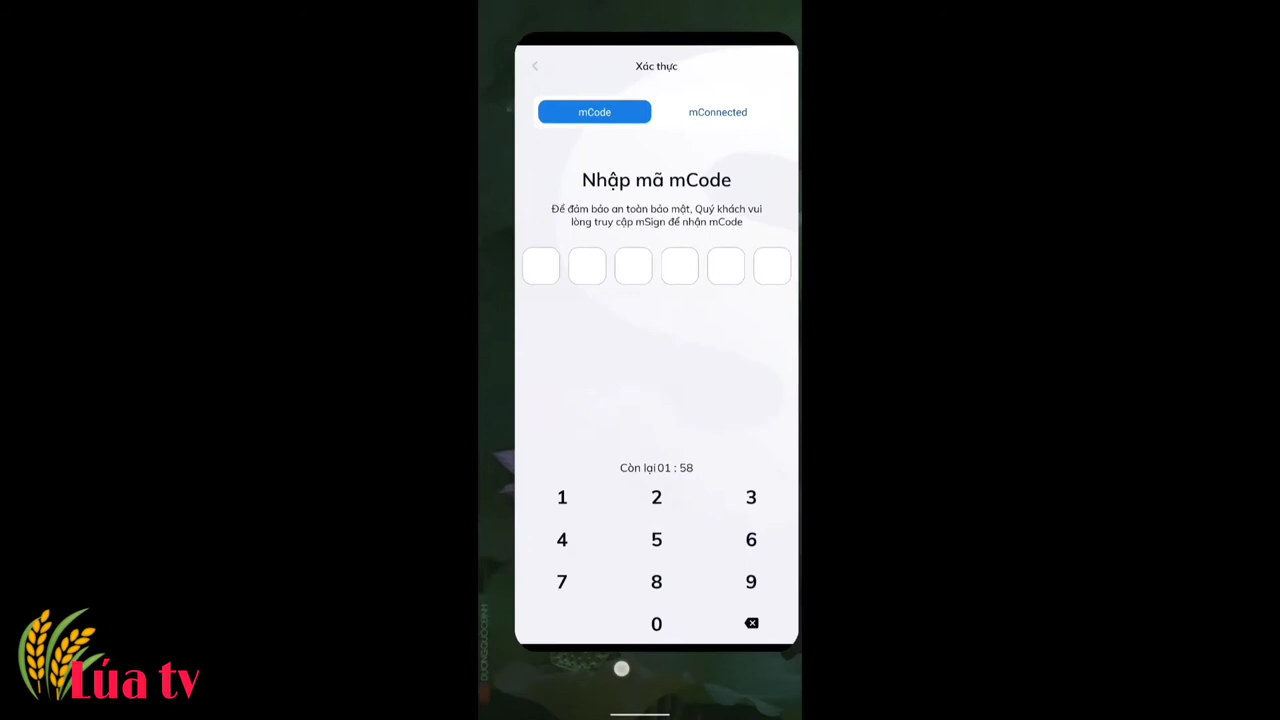 Xác thực
mCode
mConnected
Nhập mã mCode
Để đảm bảo an toàn bảo mật, Quý khách vui
lòng truy cập mSign để nhận mCode
Còn lại 01 : 58
1 2 3
4 5 6
7 8 9
0
DUONGQUOCDINH
Lúa tv